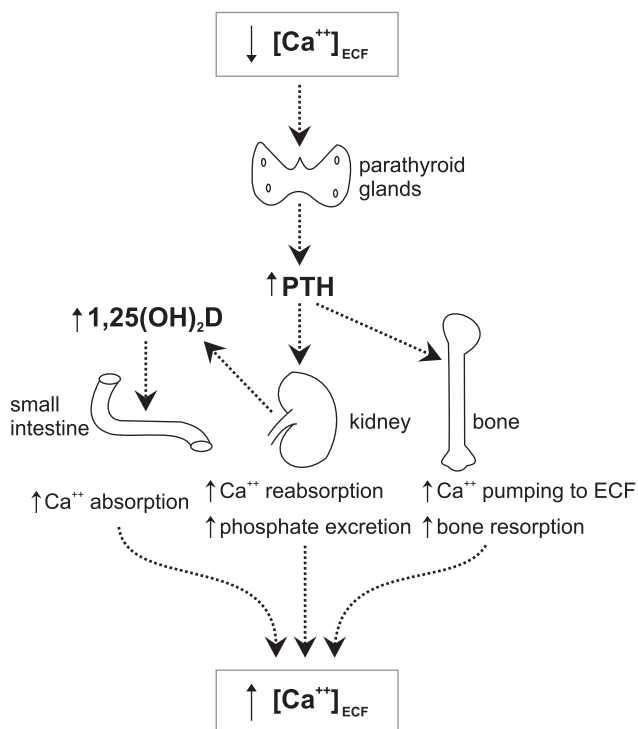 ↓ [Ca⁺⁺]ECF
parathyroid
glands
↑PTH
↑1,25(OH)₂D
small
intestine
kidney
bone
↑Ca⁺⁺ absorption
↑Ca⁺⁺ reabsorption
↑phosphate excretion
↑Ca⁺⁺ pumping to ECF
↑bone resorption
↑ [Ca⁺⁺]ECF